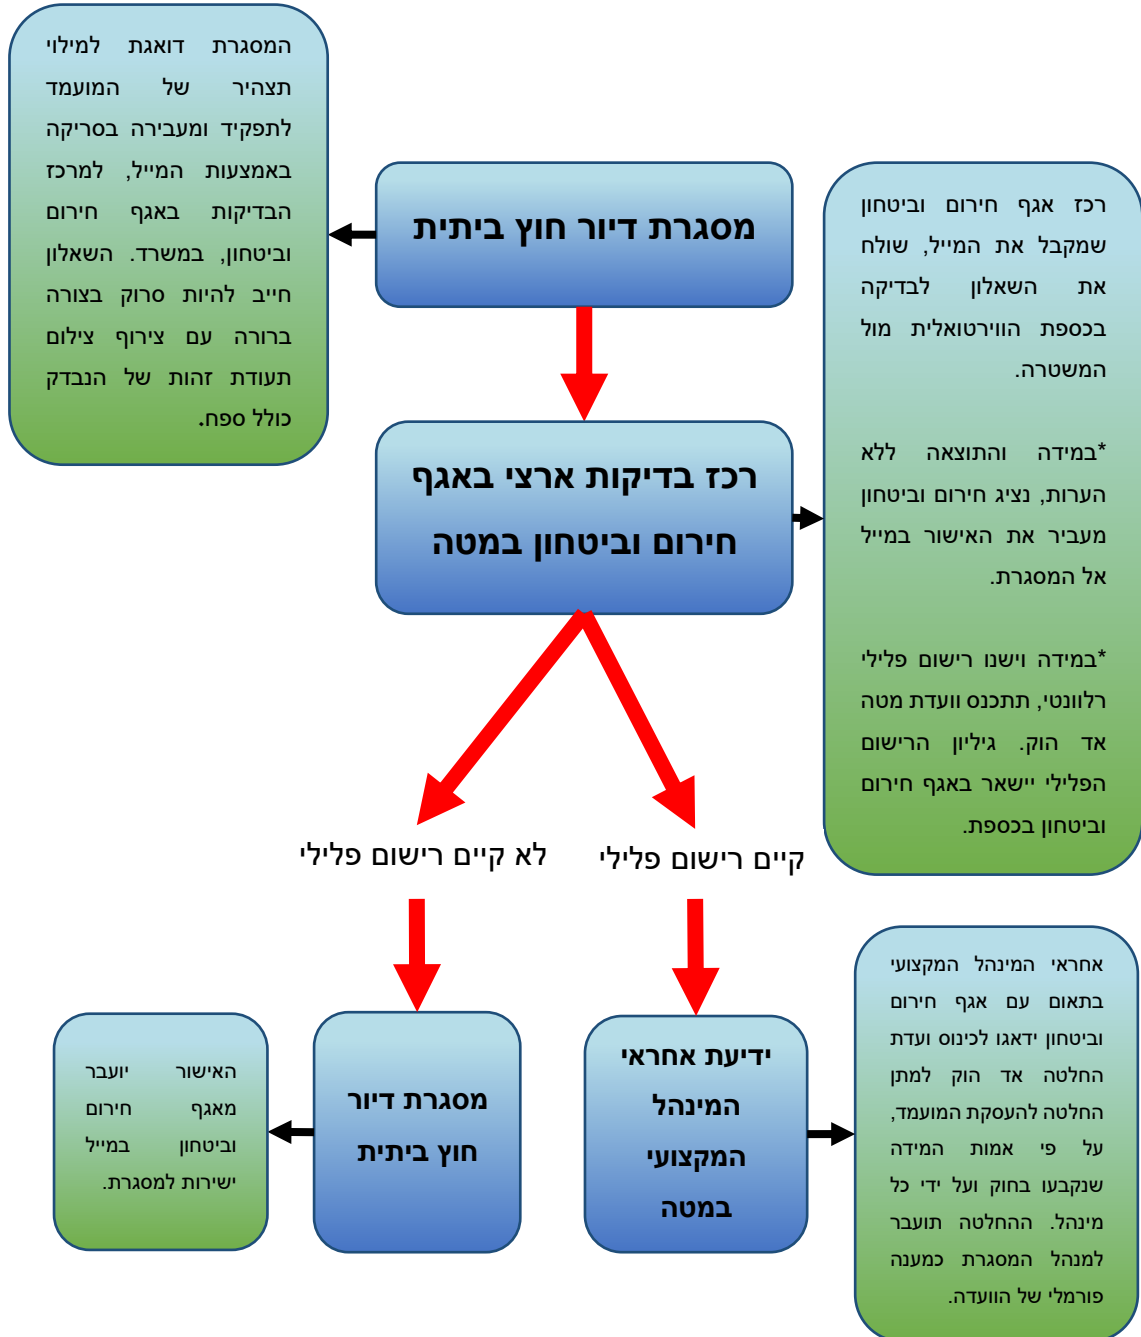 מסגרת דיור חוץ ביתית
המסגרת דואגת למילוי
תצהיר של המועמד
לתפקיד ומעבירה בסריקה
באמצעות המייל, למרכז
הבדיקות באגף חירום
וביטחון, במשרד. השאלון
חייב להיות סרוק בצורה
ברורה עם צירוף צילום
תעודת זהות של הנבדק
כולל ספח.
רכז בדיקות ארצי באגף
חירום וביטחון במטה
רכז אגף חירום וביטחון
שמקבל את המייל, שולח
את השאלון לבדיקה
בכספת הווירטואלית מול
המשטרה.
*במידה והתוצאה ללא
הערות, נציג חירום וביטחון
מעביר את האישור במייל
אל המסגרת.
*במידה וישנו רישום פלילי
רלוונטי, תתכנס וועדת מטה
אד הוק. גיליון הרישום
הפלילי יישאר באגף חירום
וביטחון בכספת.
קיים רישום פלילי
לא קיים רישום פלילי
ידיעת אחראי
המינהל
המקצועי
במטה
אחראי המינהל המקצועי
בתאום עם אגף חירום
וביטחון ידאגו לכינוס ועדת
החלטה אד הוק למתן
החלטה להעסקת המועמד,
על פי אמות המידה
שנקבעו בחוק ועל ידי כל
מינהל. ההחלטה תועבר
למנהל המסגרת כמענה
פורמלי של הוועדה.
מסגרת דיור
חוץ ביתית
האישור יועבר
מאגף חירום
וביטחון במייל
ישירות למסגרת.